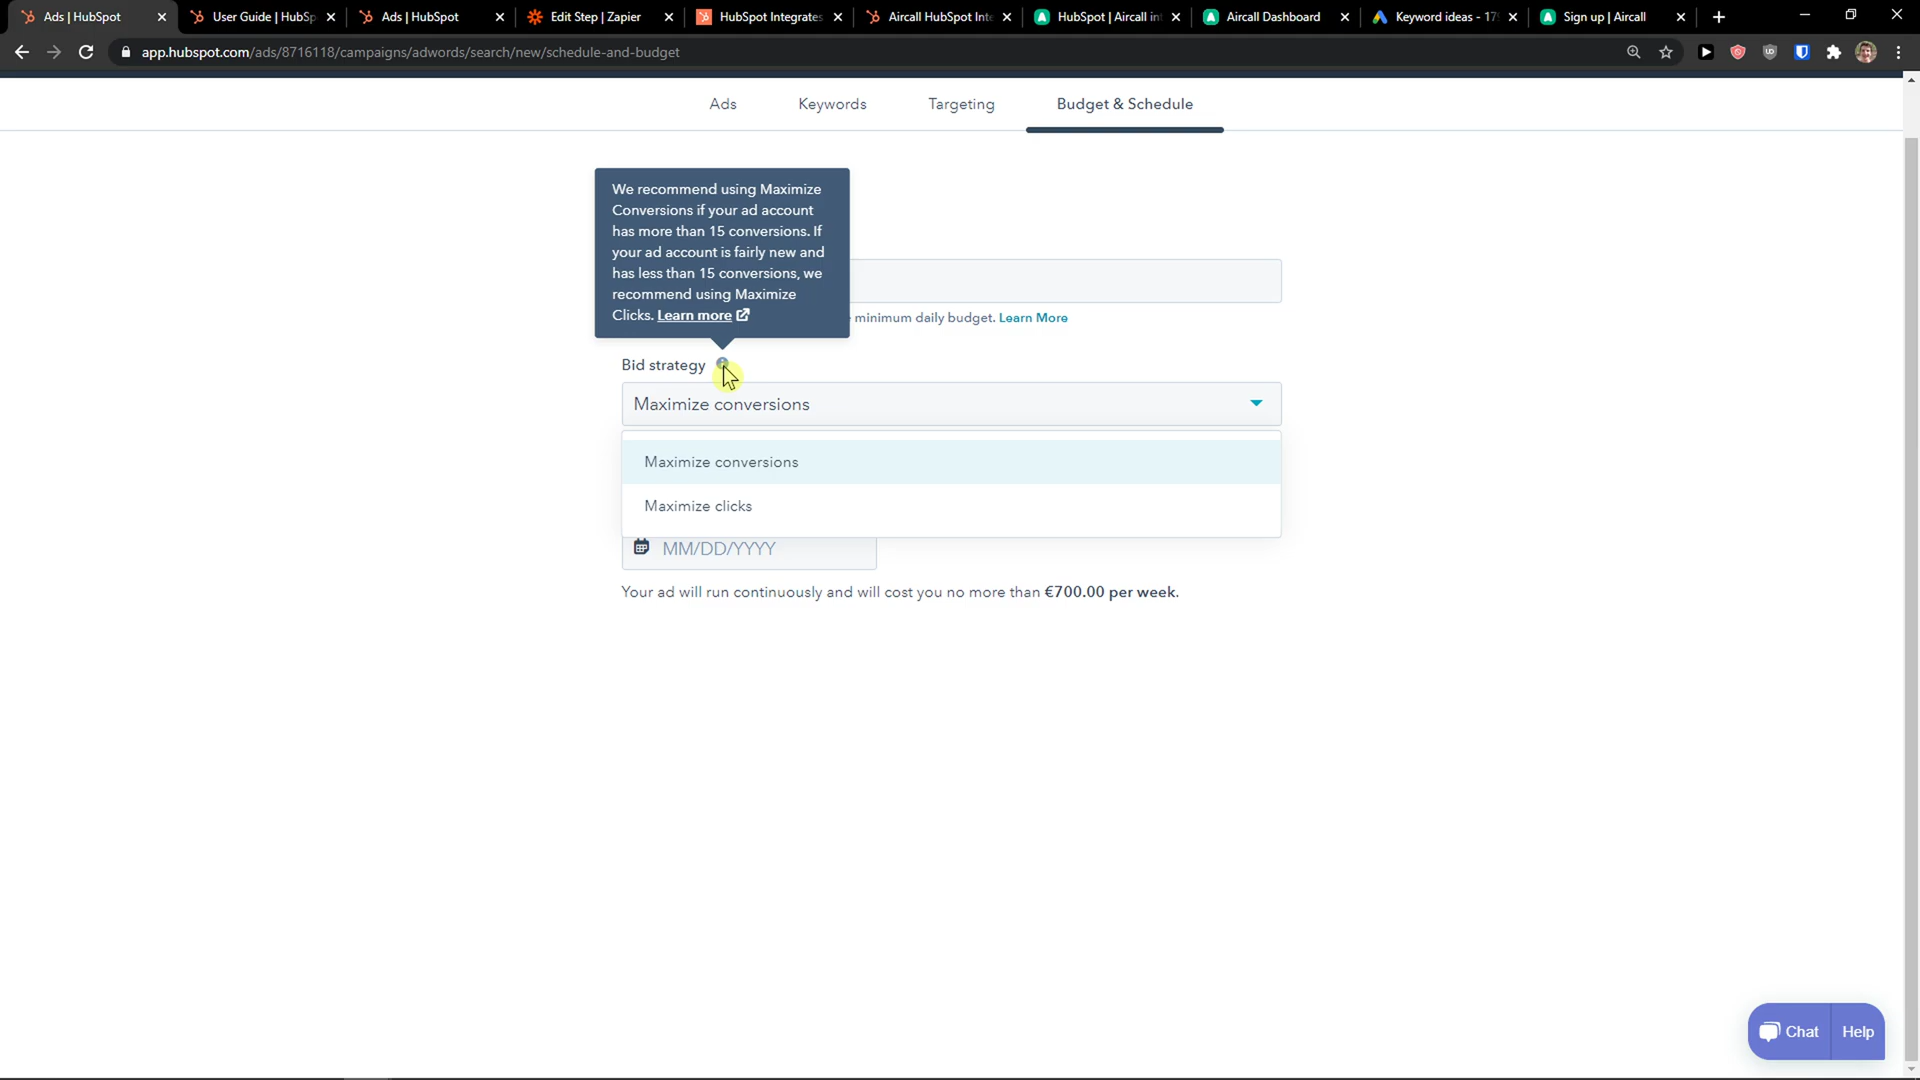 Ads | HubSpot
User Guide | HubSp
Ads | HubSpot
Edit Step | Zapier
HubSpot Integrates
Aircall HubSpot Inte
HubSpot | Aircall in
Aircall Dashboard
Keyword ideas - 17
Sign up | Aircall
app.hubspot.com/ads/8716118/campaigns/adwords/search/new/schedule-and-budget
Ads
Keywords
Targeting
Budget & Schedule
We recommend using Maximize
Conversions if your ad account
has more than 15 conversions. If
your ad account is fairly new and
has less than 15 conversions, we
recommend using Maximize
Clicks. Learn more
minimum daily budget. Learn More
Bid strategy
Maximize conversions
Maximize conversions
Maximize clicks
MM/DD/YYYY
Your ad will run continuously and will cost you no more than €700.00 per week.
Chat
Help